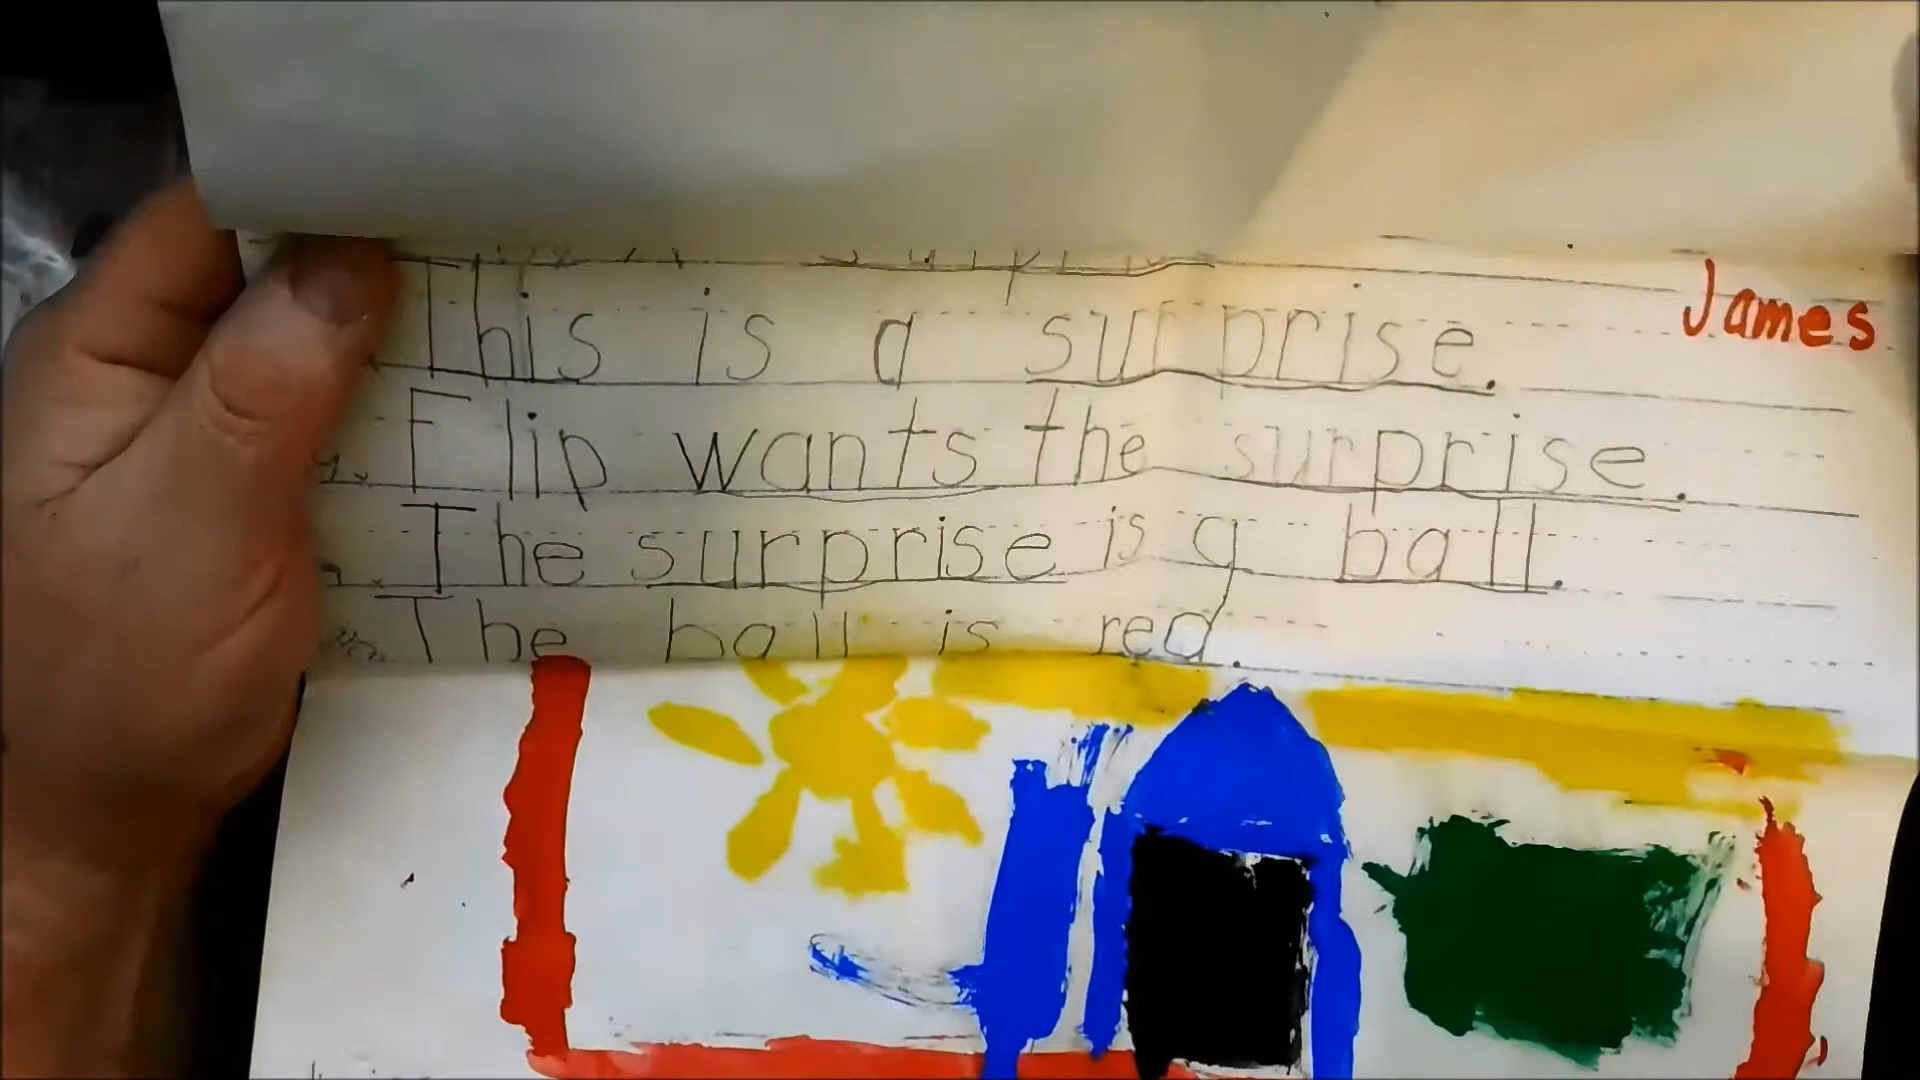 James
This is a surprise.
Flip wants the surprise.
The surprise is a ball.
The ball is red.